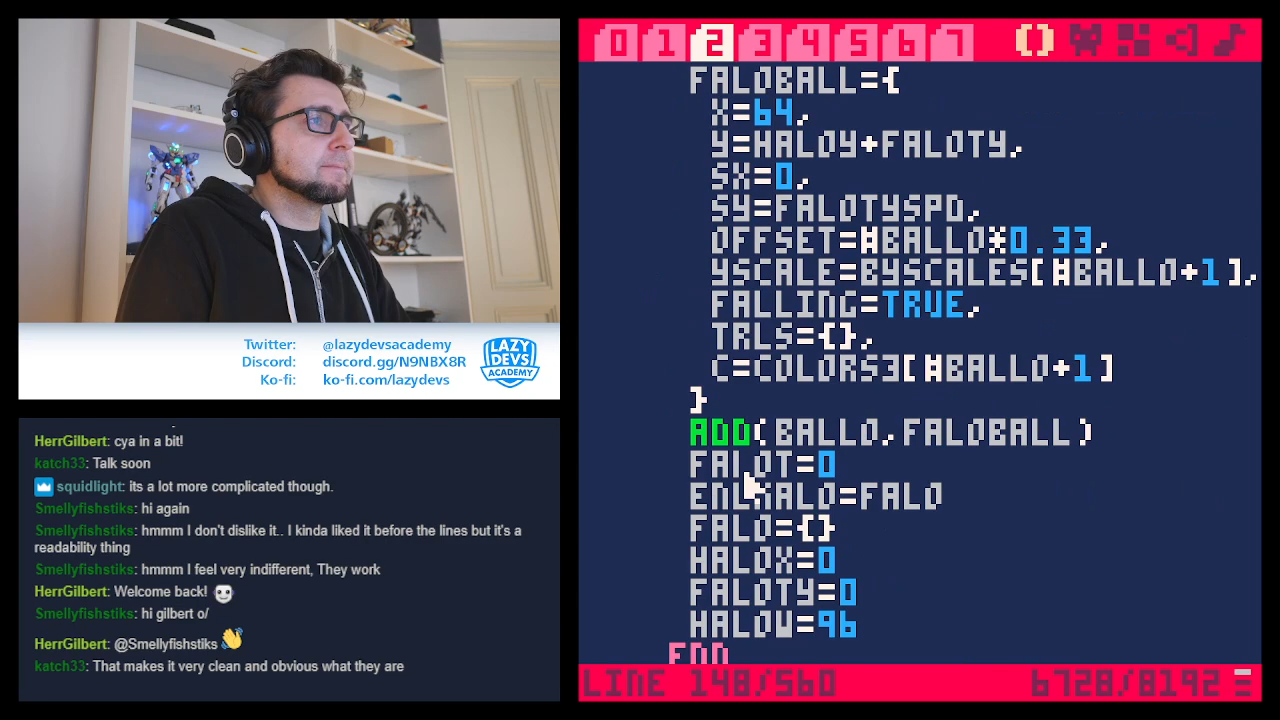 Twitter: @lazydevsacademy
Discord: discord.gg/N9NBX8R
Ko-fi: ko-fi.com/lazydevs
LAZY
DEVS
ACADEMY
HerrGilbert: cya in a bit!
katch33: Talk soon
squidlight: its a lot more complicated though.
Smellyfishstiks: hi again
Smellyfishstiks: hmmm I don't dislike it.. I kinda liked it before the lines but it's a
readability thing
Smellyfishstiks: hmmm I feel very indifferent, They work
HerrGilbert: Welcome back!
Smellyfishstiks: hi gilbert o/
HerrGilbert: @Smellyfishstiks
katch33: That makes it very clean and obvious what they are
0 1 2 3 4 5 6 7 ()
FALOBALL={
X=64,
Y=HALOY+FALOTY,
SX=0,
SY=FALOTYSPD,
OFFSET=#BALLO*0.33,
YSCALE=BYSCALES[#BALLO+1],
FALLING=TRUE,
TRLS={},
C=COLORS3[#BALLO+1]
}
ADD(BALLO,FALOBALL)
FALOT=0
ENLHALO=FALO
FALO={}
HALOX=0
FALOTY=0
HALOW=96
END
LINE 148/560 6728/8192